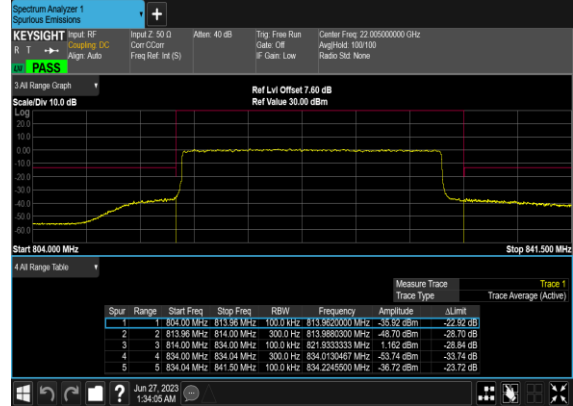 Spectrum Analyzer 1
Spurious Emissions
+
KEYSIGHT Input: RF Input Z: 50 Ω Atten: 40 dB Trig: Free Run Center Freq: 22.005000000 GHz
R T Coupling: DC Corr CCorr Gate: Off Avg|Hold: 100/100
Align: Auto Freq Ref: Int (S) IF Gain: Low Radio Std: None
PASS
3 All Range Graph
Ref Lvl Offset 7.60 dB
Scale/Div 10.0 dB Ref Value 30.00 dBm
Log
20.0
10.0
0.00
-10.0
-20.0
-30.0
-40.0
-50.0
-60.0
Start 804.000 MHz Stop 841.500 MHz
4 All Range Table
Measure Trace Trace 1
Trace Type Trace Average (Active)
Spur Range Start Freq Stop Freq RBW Frequency Amplitude ΔLimit
1 1 804.00 MHz 813.96 MHz 100.0 kHz 813.9620000 MHz -35.92 dBm -22.92 dB
2 2 813.96 MHz 814.00 MHz 300.0 Hz 813.9880300 MHz -48.70 dBm -28.70 dB
3 3 814.00 MHz 834.00 MHz 100.0 kHz 821.9333333 MHz 1.162 dBm -28.84 dB
4 4 834.00 MHz 834.04 MHz 300.0 Hz 834.0130467 MHz -53.74 dBm -33.74 dB
5 5 834.04 MHz 841.50 MHz 100.0 kHz 834.2245500 MHz -36.72 dBm -23.72 dB
?
Jun 27, 2023
1:34:05 AM